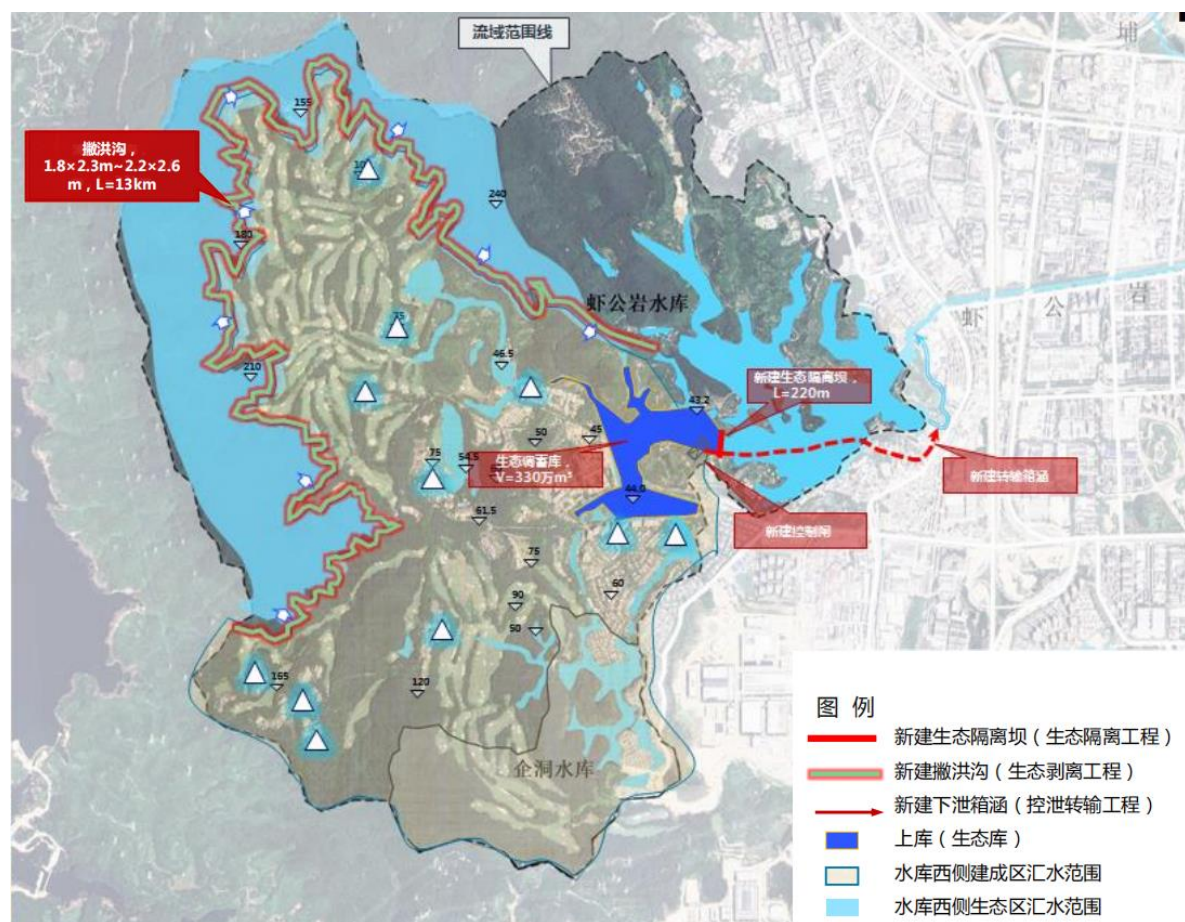 流域范围线
埔
撇洪沟，
1.8×2.3m~2.2×2.6
m，L=13km
155
240
180
虾公岩水库
虾
公
岩
75
46.5
210
新建生态隔离坝，
L=220m
43.2
50
45
75
54.5
生态调蓄库，
V=330万m³
新建转输箱涵
44.0
61.5
新建控制闸
75
60
90
50
165
120
企洞水库
图 例
新建生态隔离坝（生态隔离工程）
新建撇洪沟（生态剥离工程）
新建下泄箱涵（控泄转输工程）
上库（生态库）
水库西侧建成区汇水范围
水库西侧生态区汇水范围